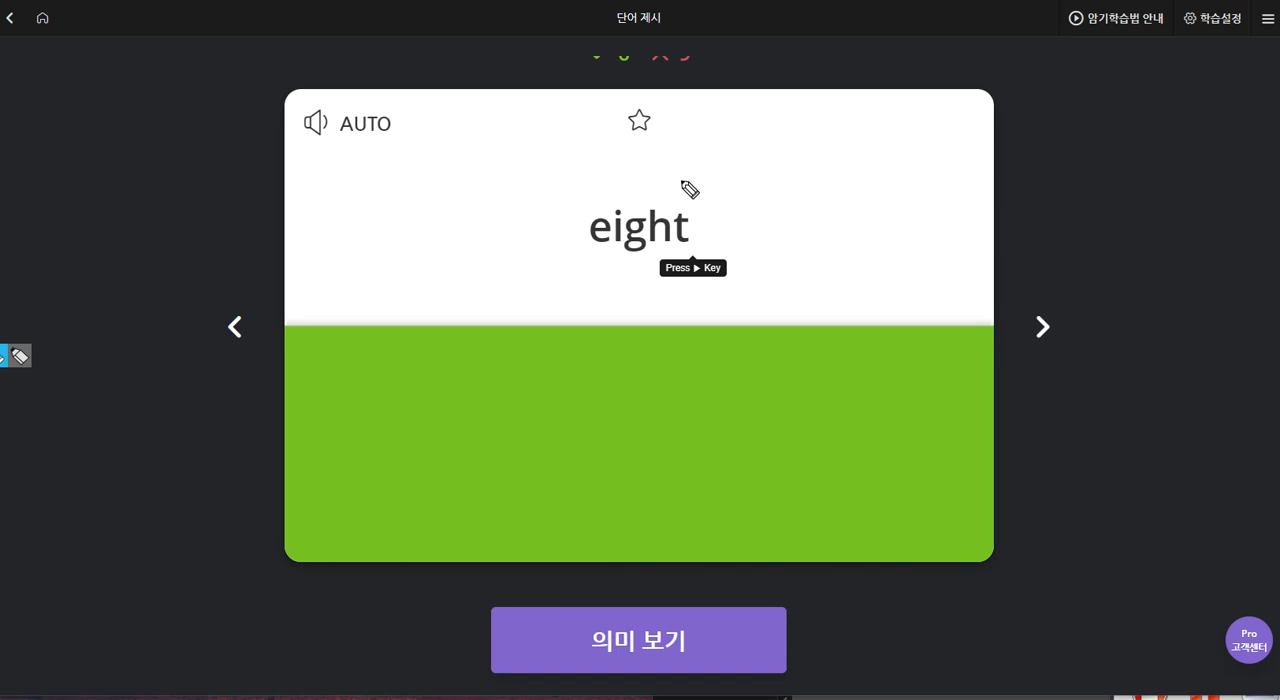 단어 제시
암기학습법 안내
학습설정
AUTO
eight
Press ▶ Key
의미 보기
Pro
고객센터